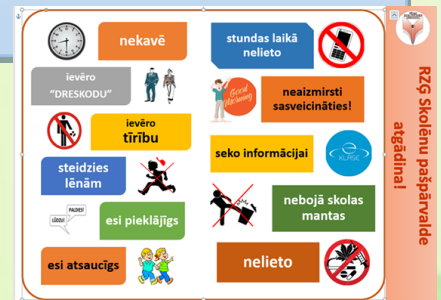 nekavē
ievēro
"DRESKODU"
ievēro
tīrību
steidzies
lēnām
PALDIES!
LŪDZU!
esi pieklājīgs
esi atsaucīgs
stundas laikā
nelieto
Good
Morning
neaizmirsti
sasveicināties!
seko informācijai
e
KLASE
nebojā skolas
mantas
nelieto
RZĢ Skolēnu pašpārvalde
atgādina!